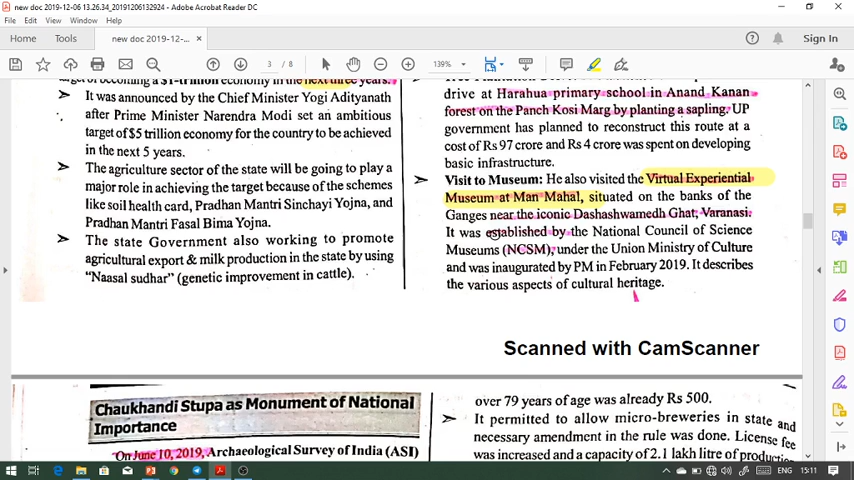 new doc 2019-12-06 13.26.34_20191206132924 (SECURED) - Adobe Acrobat Reader DC
File Edit View Window Help
Home Tools new doc 2019-12-... × Sign In
3 / 8 139%
target of becoming a $1-trillion economy in the next three years.
➤ It was announced by the Chief Minister Yogi Adityanath
after Prime Minister Narendra Modi set an ambitious
target of $5 trillion economy for the country to be achieved
in the next 5 years.
➤ The agriculture sector of the state will be going to play a
major role in achieving the target because of the schemes
like soil health card, Pradhan Mantri Sinchayi Yojna, and
Pradhan Mantri Fasal Bima Yojna.
➤ The state Government also working to promote
agricultural export & milk production in the state by using
"Naasal sudhar" (genetic improvement in cattle).
drive at Harahua primary school in Anand Kanan
forest on the Panch Kosi Marg by planting a sapling. UP
government has planned to reconstruct this route at a
cost of Rs 97 crore and Rs 4 crore was spent on developing
basic infrastructure.
➤ Visit to Museum: He also visited the Virtual Experiential
Museum at Man Mahal, situated on the banks of the
Ganges near the iconic Dashashwamedh Ghat, Varanasi.
It was established by the National Council of Science
Museums (NCSM), under the Union Ministry of Culture
and was inaugurated by PM in February 2019. It describes
the various aspects of cultural heritage.
Scanned with CamScanner
Chaukhandi Stupa as Monument of National
Importance
On June 10, 2019, Archaeological Survey of India (ASI)
over 79 years of age was already Rs 500.
➤ It permitted to allow micro-breweries in state and
necessary amendment in the rule was done. License fee
was increased and a capacity of 2.1 lakh litre of production
ENG 15:11